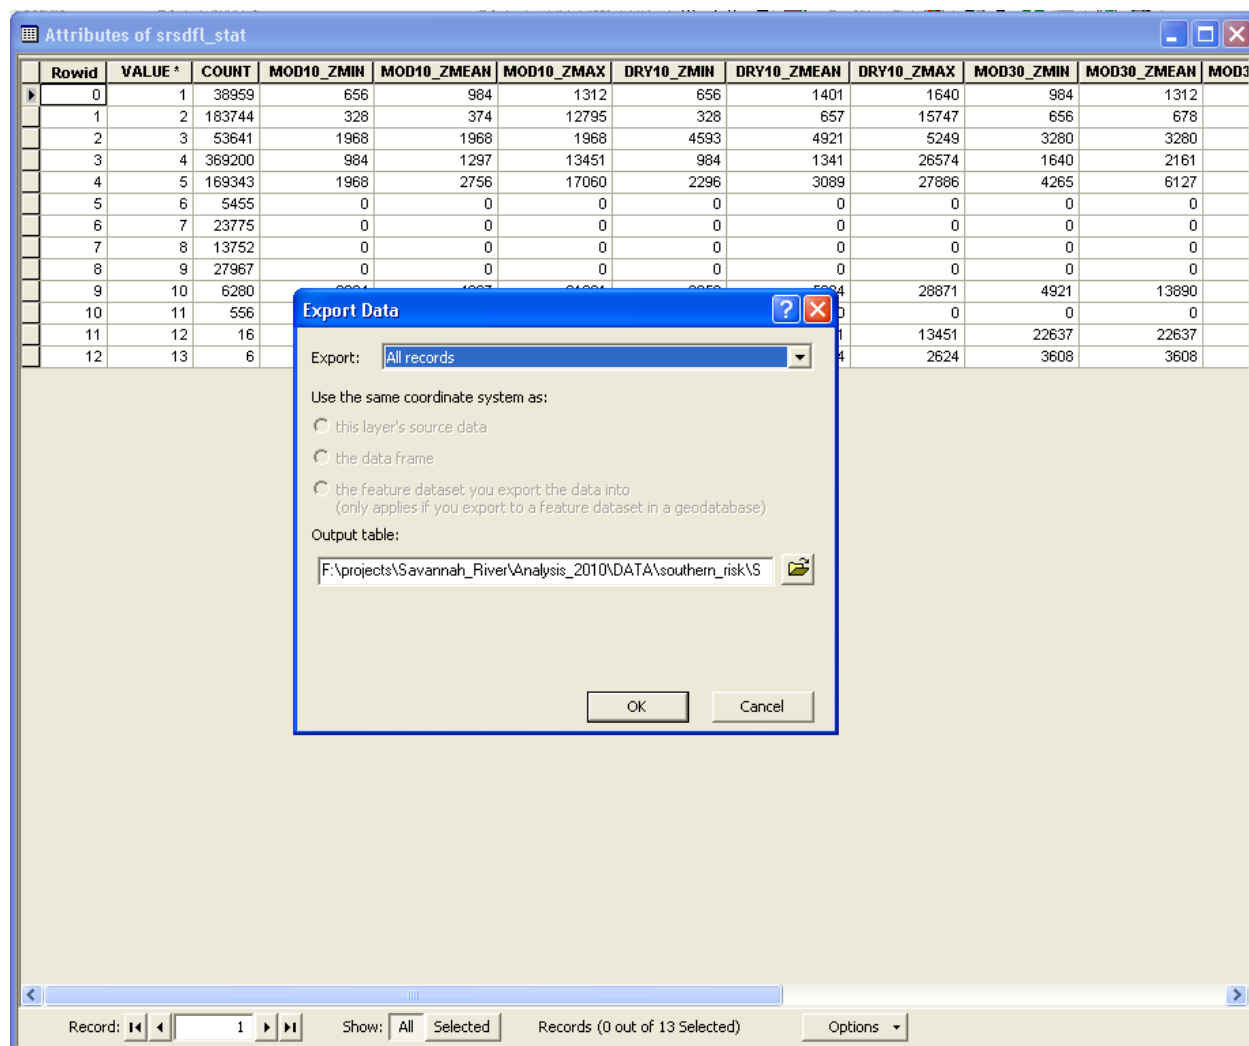 Attributes of srsdfl_stat
Rowid VALUE * COUNT MOD10_ZMIN MOD10_ZMEAN MOD10_ZMAX DRY10_ZMIN DRY10_ZMEAN DRY10_ZMAX MOD30_ZMIN MOD30_ZMEAN MOD3
0 1 38959 656 984 1312 656 1401 1640 984 1312
1 2 183744 328 374 12795 328 657 15747 656 678
2 3 53641 1968 1968 1968 4593 4921 5249 3280 3280
3 4 369200 984 1297 13451 984 1341 26574 1640 2161
4 5 169343 1968 2756 17060 2296 3089 27886 4265 6127
5 6 5455 0 0 0 0 0 0 0 0
6 7 23775 0 0 0 0 0 0 0 0
7 8 13752 0 0 0 0 0 0 0 0
8 9 27967 0 0 0 0 0 0 0 0
9 10 6280 28871 4921 13890
10 11 556 0 0 0
11 12 16 13451 22637 22637
12 13 6 4 2624 3608 3608
Export Data
Export: All records
Use the same coordinate system as:
this layer's source data
the data frame
the feature dataset you export the data into
(only applies if you export to a feature dataset in a geodatabase)
Output table:
F:\projects\Savannah_River\Analysis_2010\DATA\southern_risk\S
OK Cancel
Record: 1 Show: All Selected Records (0 out of 13 Selected) Options